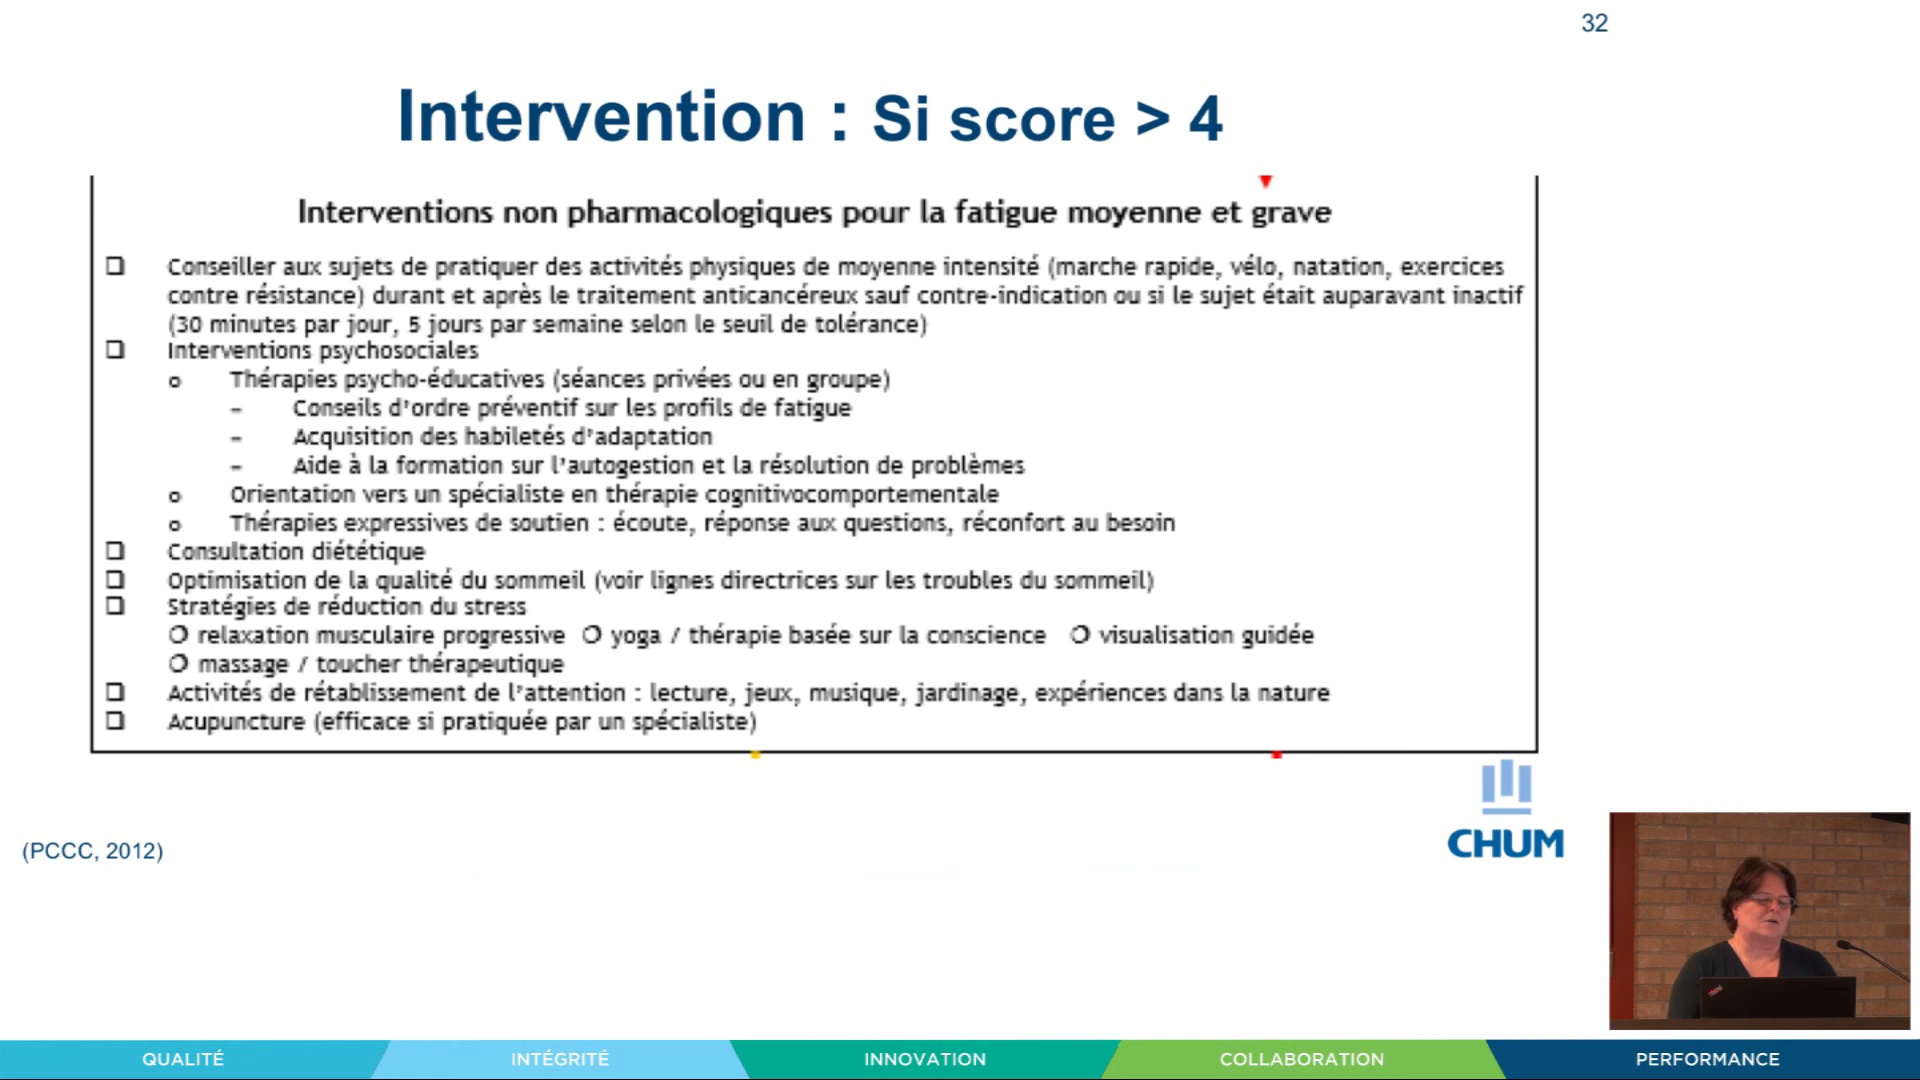 32
Intervention : Si score > 4
Interventions non pharmacologiques pour la fatigue moyenne et grave
❑ Conseiller aux sujets de pratiquer des activités physiques de moyenne intensité (marche rapide, vélo, natation, exercices
contre résistance) durant et après le traitement anticancéreux sauf contre-indication ou si le sujet était auparavant inactif
(30 minutes par jour, 5 jours par semaine selon le seuil de tolérance)
❑ Interventions psychosociales
o Thérapies psycho-éducatives (séances privées ou en groupe)
– Conseils d'ordre préventif sur les profils de fatigue
– Acquisition des habiletés d'adaptation
– Aide à la formation sur l'autogestion et la résolution de problèmes
o Orientation vers un spécialiste en thérapie cognitivocomportementale
o Thérapies expressives de soutien : écoute, réponse aux questions, réconfort au besoin
❑ Consultation diététique
❑ Optimisation de la qualité du sommeil (voir lignes directrices sur les troubles du sommeil)
❑ Stratégies de réduction du stress
❍ relaxation musculaire progressive ❍ yoga / thérapie basée sur la conscience ❍ visualisation guidée
❍ massage / toucher thérapeutique
❑ Activités de rétablissement de l'attention : lecture, jeux, musique, jardinage, expériences dans la nature
❑ Acupuncture (efficace si pratiquée par un spécialiste)
CHUM
(PCCC, 2012)
QUALITÉ INTÉGRITÉ INNOVATION COLLABORATION PERFORMANCE